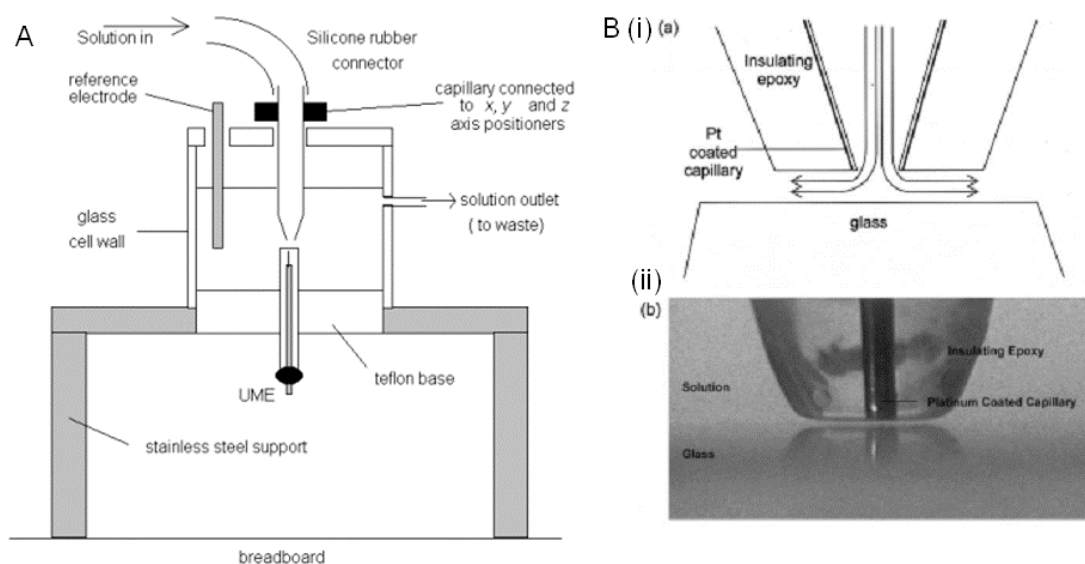 A
Solution in
Silicone rubber
connector
reference
electrode
capillary connected
to x, y and z
axis positioners
glass
cell wall
solution outlet
( to waste)
UME
teflon base
stainless steel support
breadboard
B (i) (a)
Insulating
epoxy
Pt
coated
capillary
glass
(ii)
(b)
Insulating Epoxy
Solution
Platinum Coated Capillary
Glass